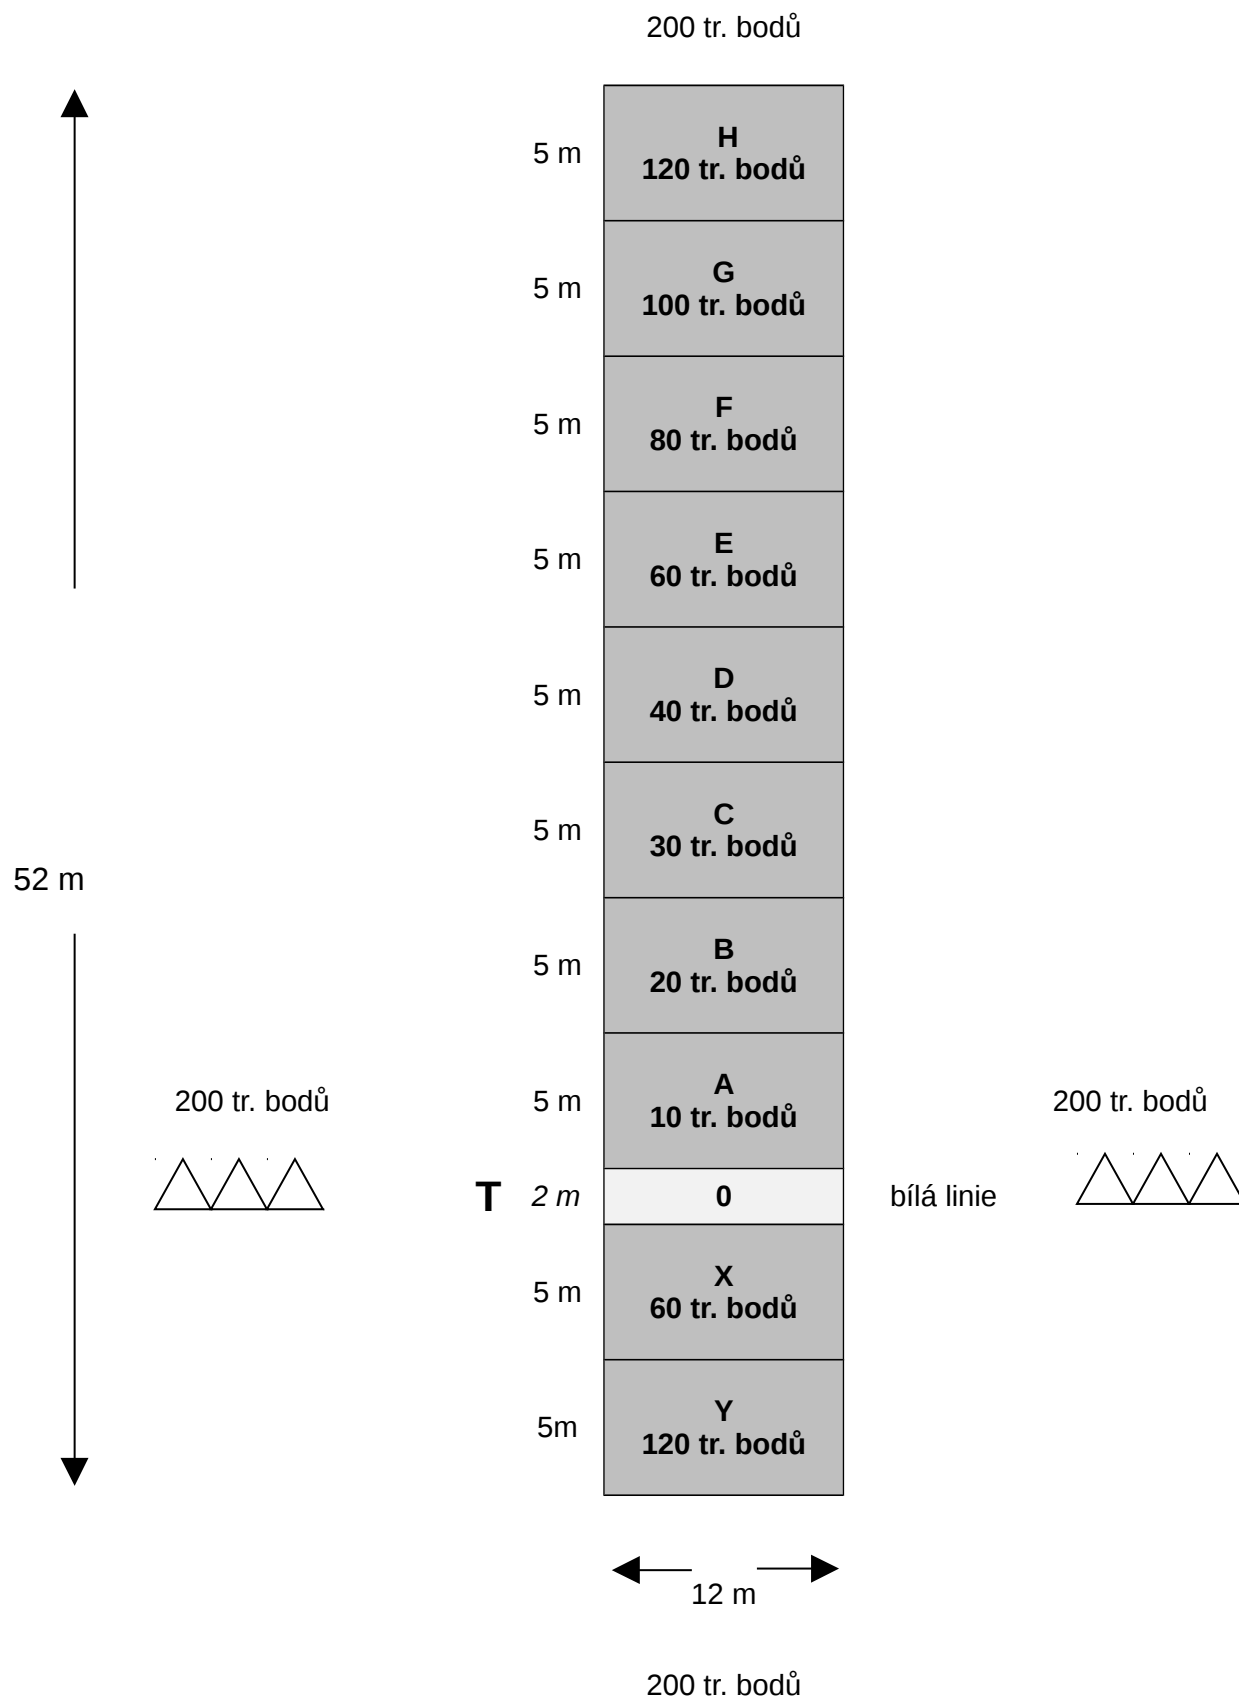 200 tr. bodů
5 m
H
120 tr. bodů
5 m
G
100 tr. bodů
5 m
F
80 tr. bodů
5 m
E
60 tr. bodů
5 m
D
40 tr. bodů
5 m
C
30 tr. bodů
52 m
5 m
B
20 tr. bodů
200 tr. bodů
5 m
A
10 tr. bodů
200 tr. bodů
T
2 m
0
bílá linie
5 m
X
60 tr. bodů
5m
Y
120 tr. bodů
12 m
200 tr. bodů